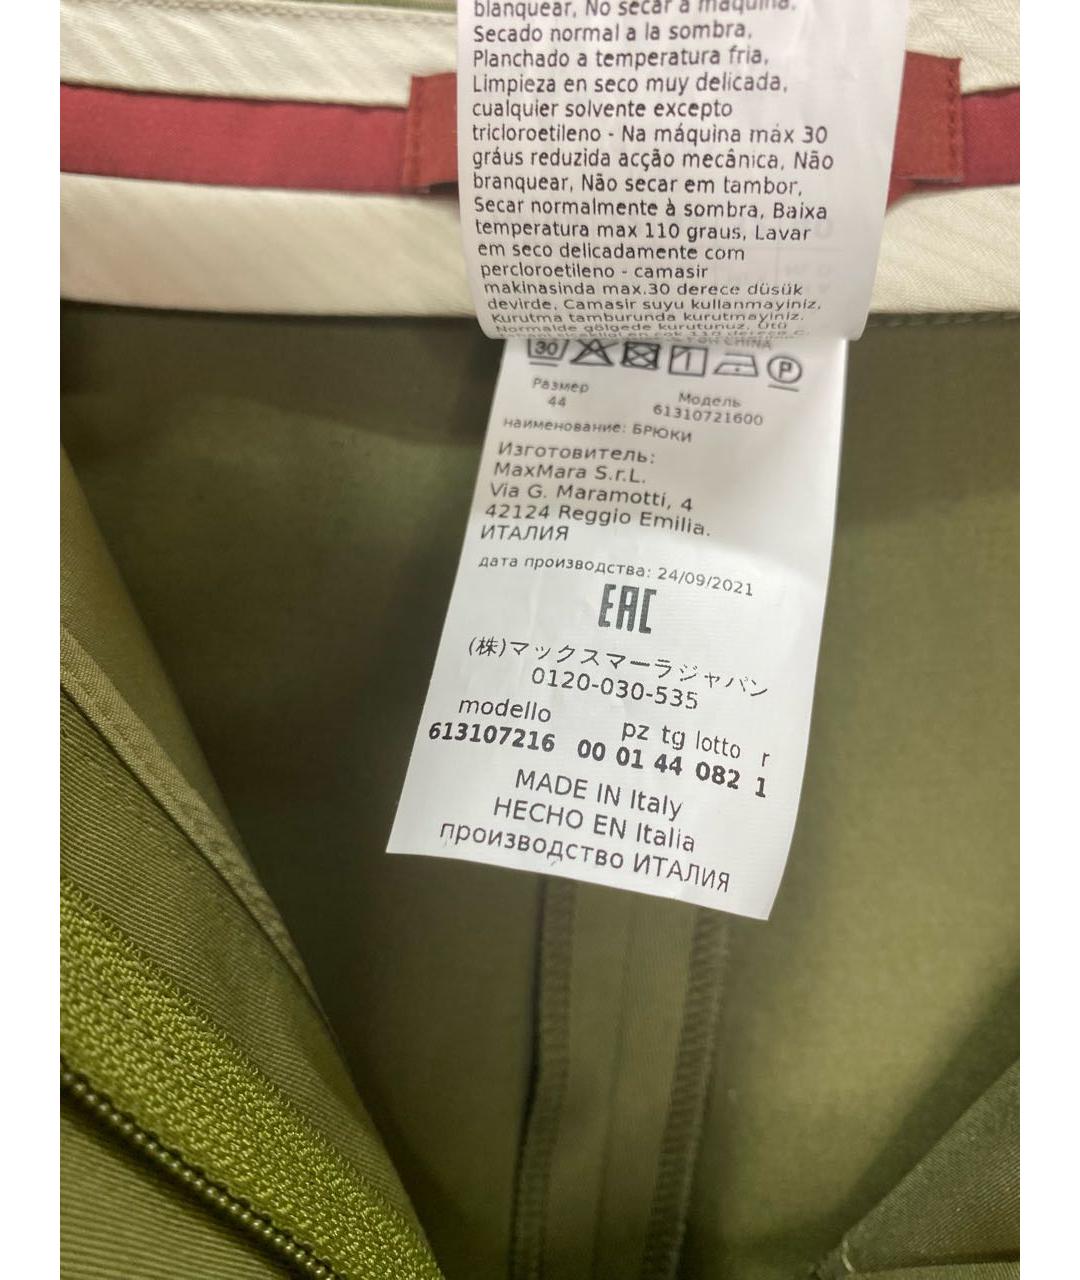 blanquear, No secar a máquina.
Secado normal a la sombra,
Planchado a temperatura fria,
Limpieza en seco muy delicada,
cualquier solvente excepto
tricloroetileno - Na máquina máx 30
gráus reduzida acção mecânica, Não
branquear, Não secar em tambor,
Secar normalmente à sombra, Baixa
temperatura max 110 graus, Lavar
em seco delicadamente com
percloroetileno - camasir
makinasinda max.30 derece düsük
devirde, Camasir suyu kullanmayiniz,
Kurutma tamburunda kurutmayiniz.
Normalde gölgede kurutunuz, Ütü
30 P
Размер Модель
44 61310721600
наименование: БРЮКИ
Изготовитель:
MaxMara S.r.L.
Via G. Maramotti, 4
42124 Reggio Emilia.
ИТАЛИЯ
дата производства: 24/09/2021
EAC
(株)マックスマーラジャパン
0120-030-535
modello pz tg lotto r
613107216 00 01 44 082 1
MADE IN Italy
HECHO EN Italia
производство ИТАЛИЯ